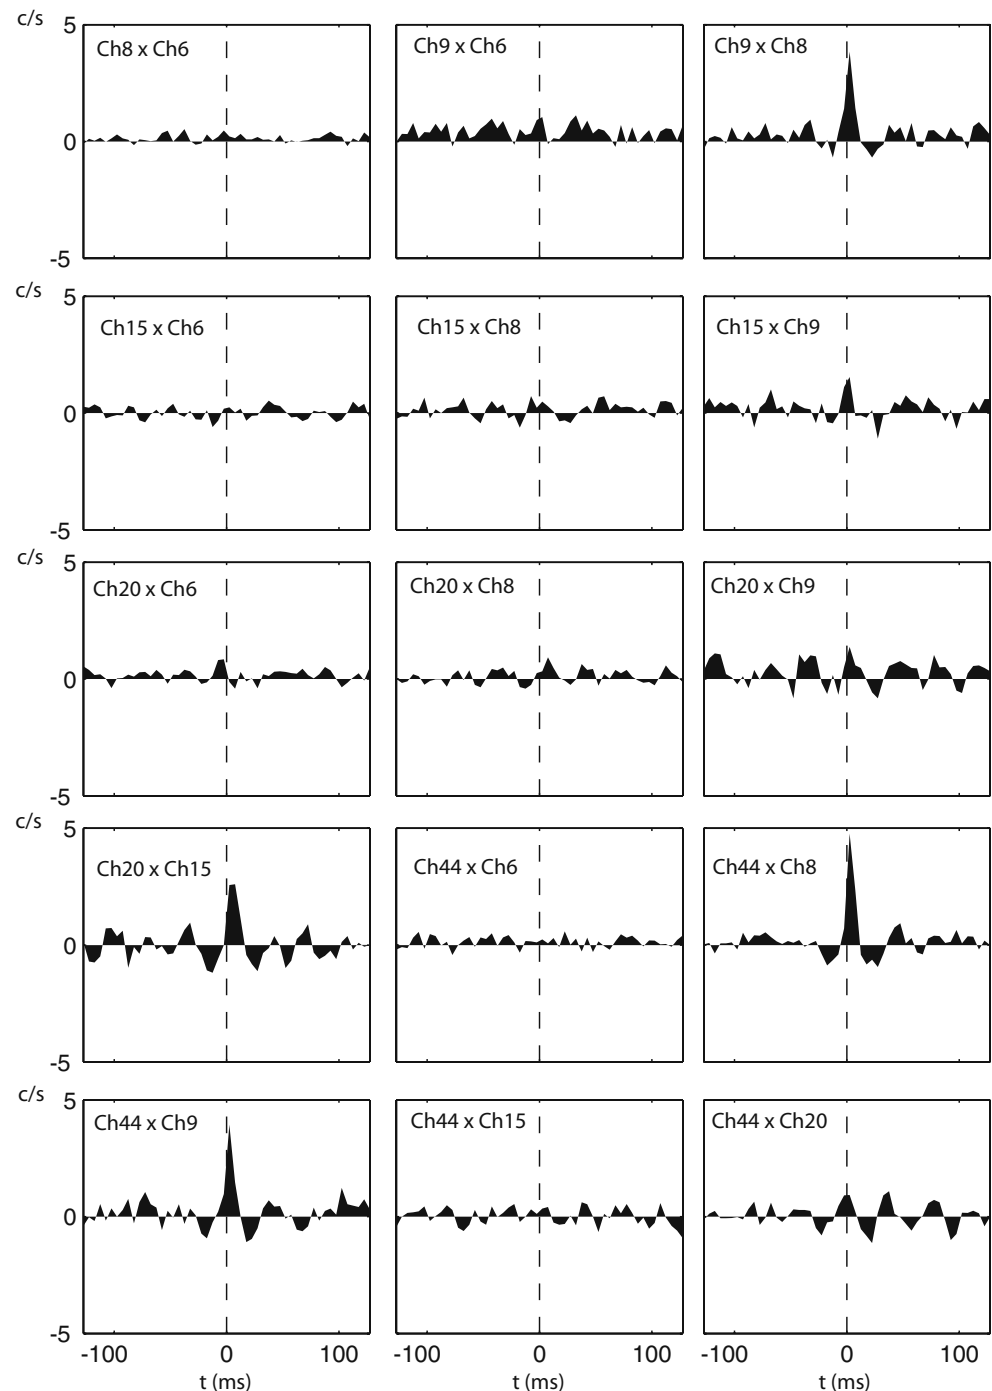 c/s
5
Ch8 x Ch6
Ch9 x Ch6
Ch9 x Ch8
0
-5
c/s
5
Ch15 x Ch6
Ch15 x Ch8
Ch15 x Ch9
0
-5
c/s
5
Ch20 x Ch6
Ch20 x Ch8
Ch20 x Ch9
0
-5
c/s
5
Ch20 x Ch15
Ch44 x Ch6
Ch44 x Ch8
0
-5
c/s
5
Ch44 x Ch9
Ch44 x Ch15
Ch44 x Ch20
0
-5
-100 0 100 -100 0 100 -100 0 100
t (ms) t (ms) t (ms)